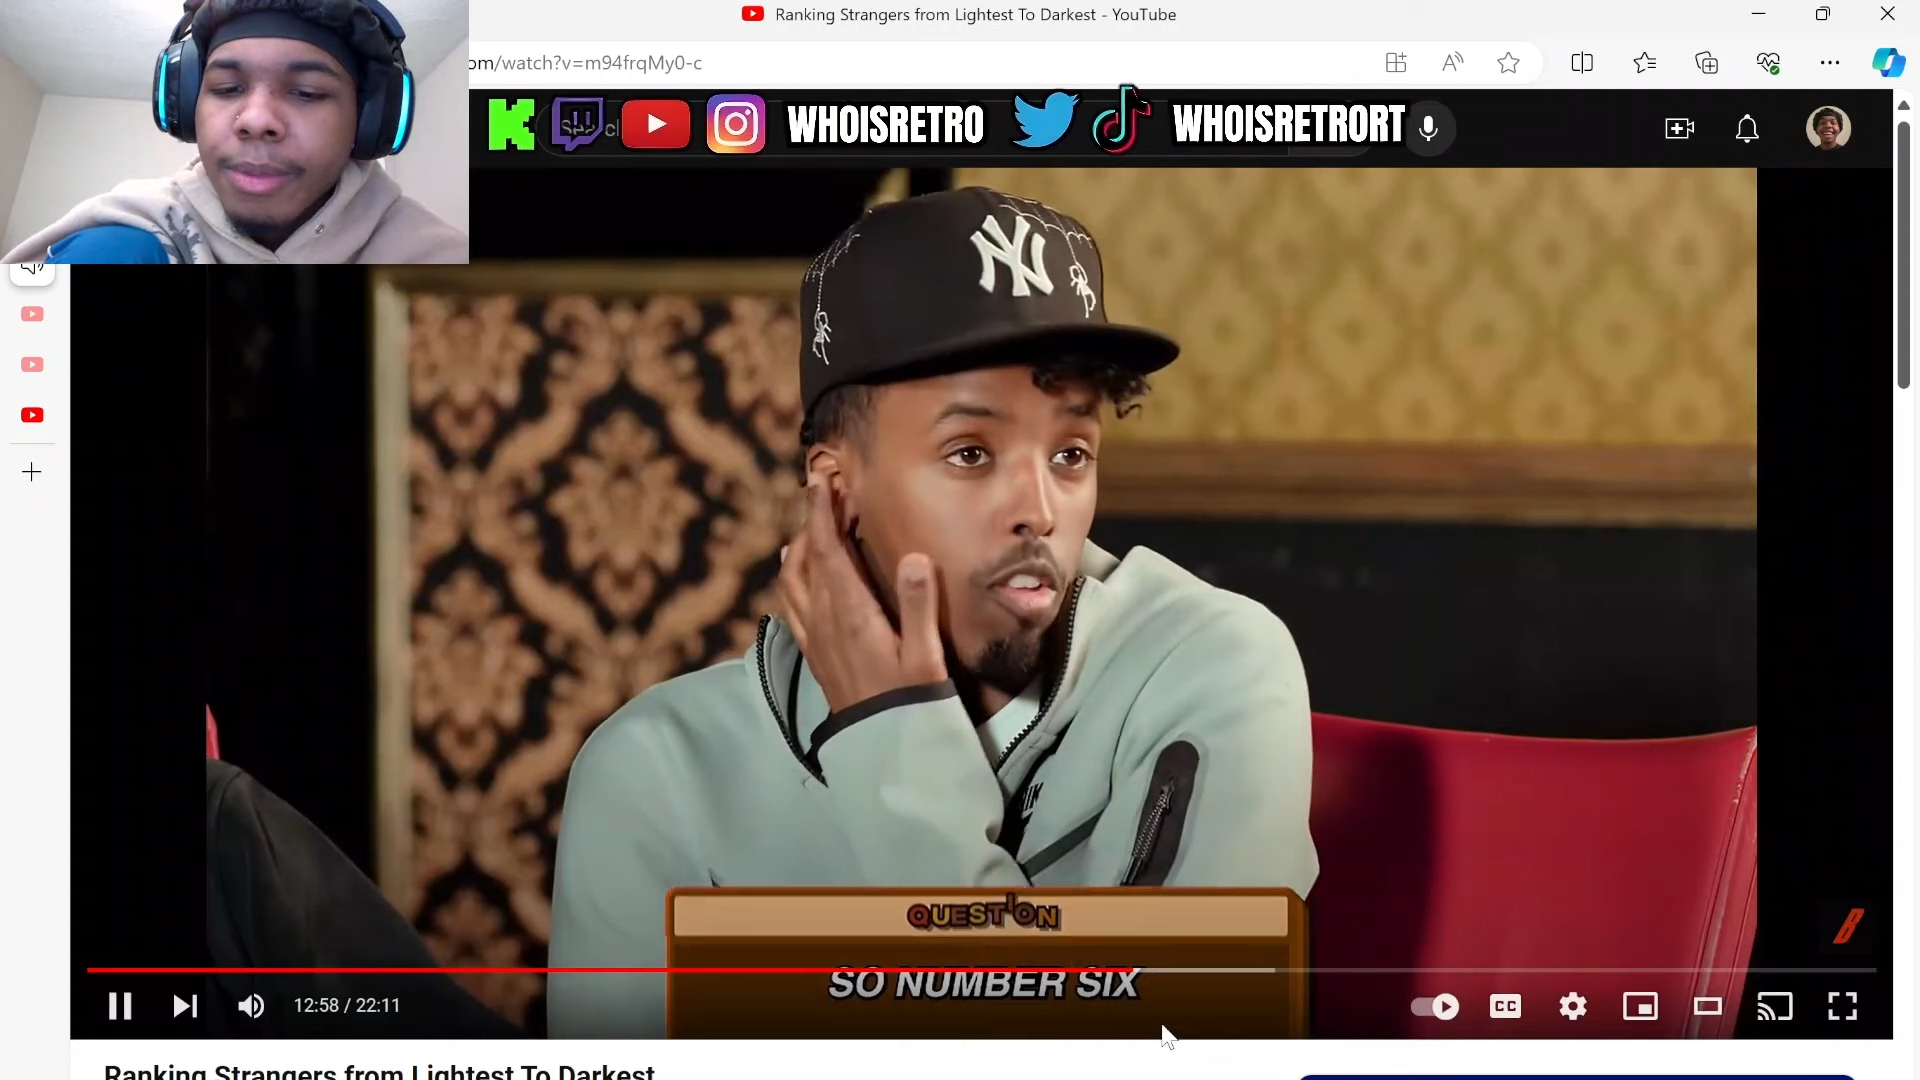 Ranking Strangers from Lightest To Darkest - YouTube
om/watch?v=m94frqMy0-c
WHOISRETRO
WHOISRETRORT
NY
QUESTION
SO NUMBER SIX
12:58 / 22:11
CC
Ranking Strangers from Lightest To Darkest